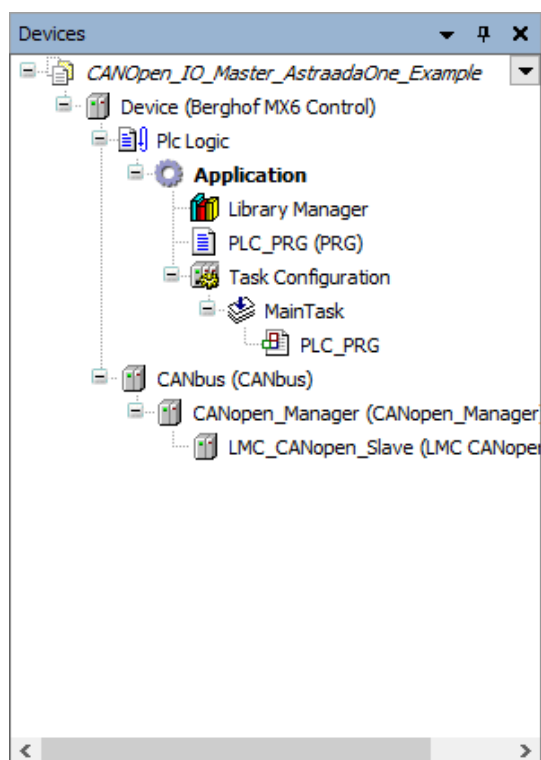 Devices
CANOpen_IO_Master_AstraadaOne_Example
Device (Berghof MX6 Control)
Plc Logic
Application
Library Manager
PLC_PRG (PRG)
Task Configuration
MainTask
PLC_PRG
CANbus (CANbus)
CANopen_Manager (CANopen_Manager
LMC_CANopen_Slave (LMC CANope